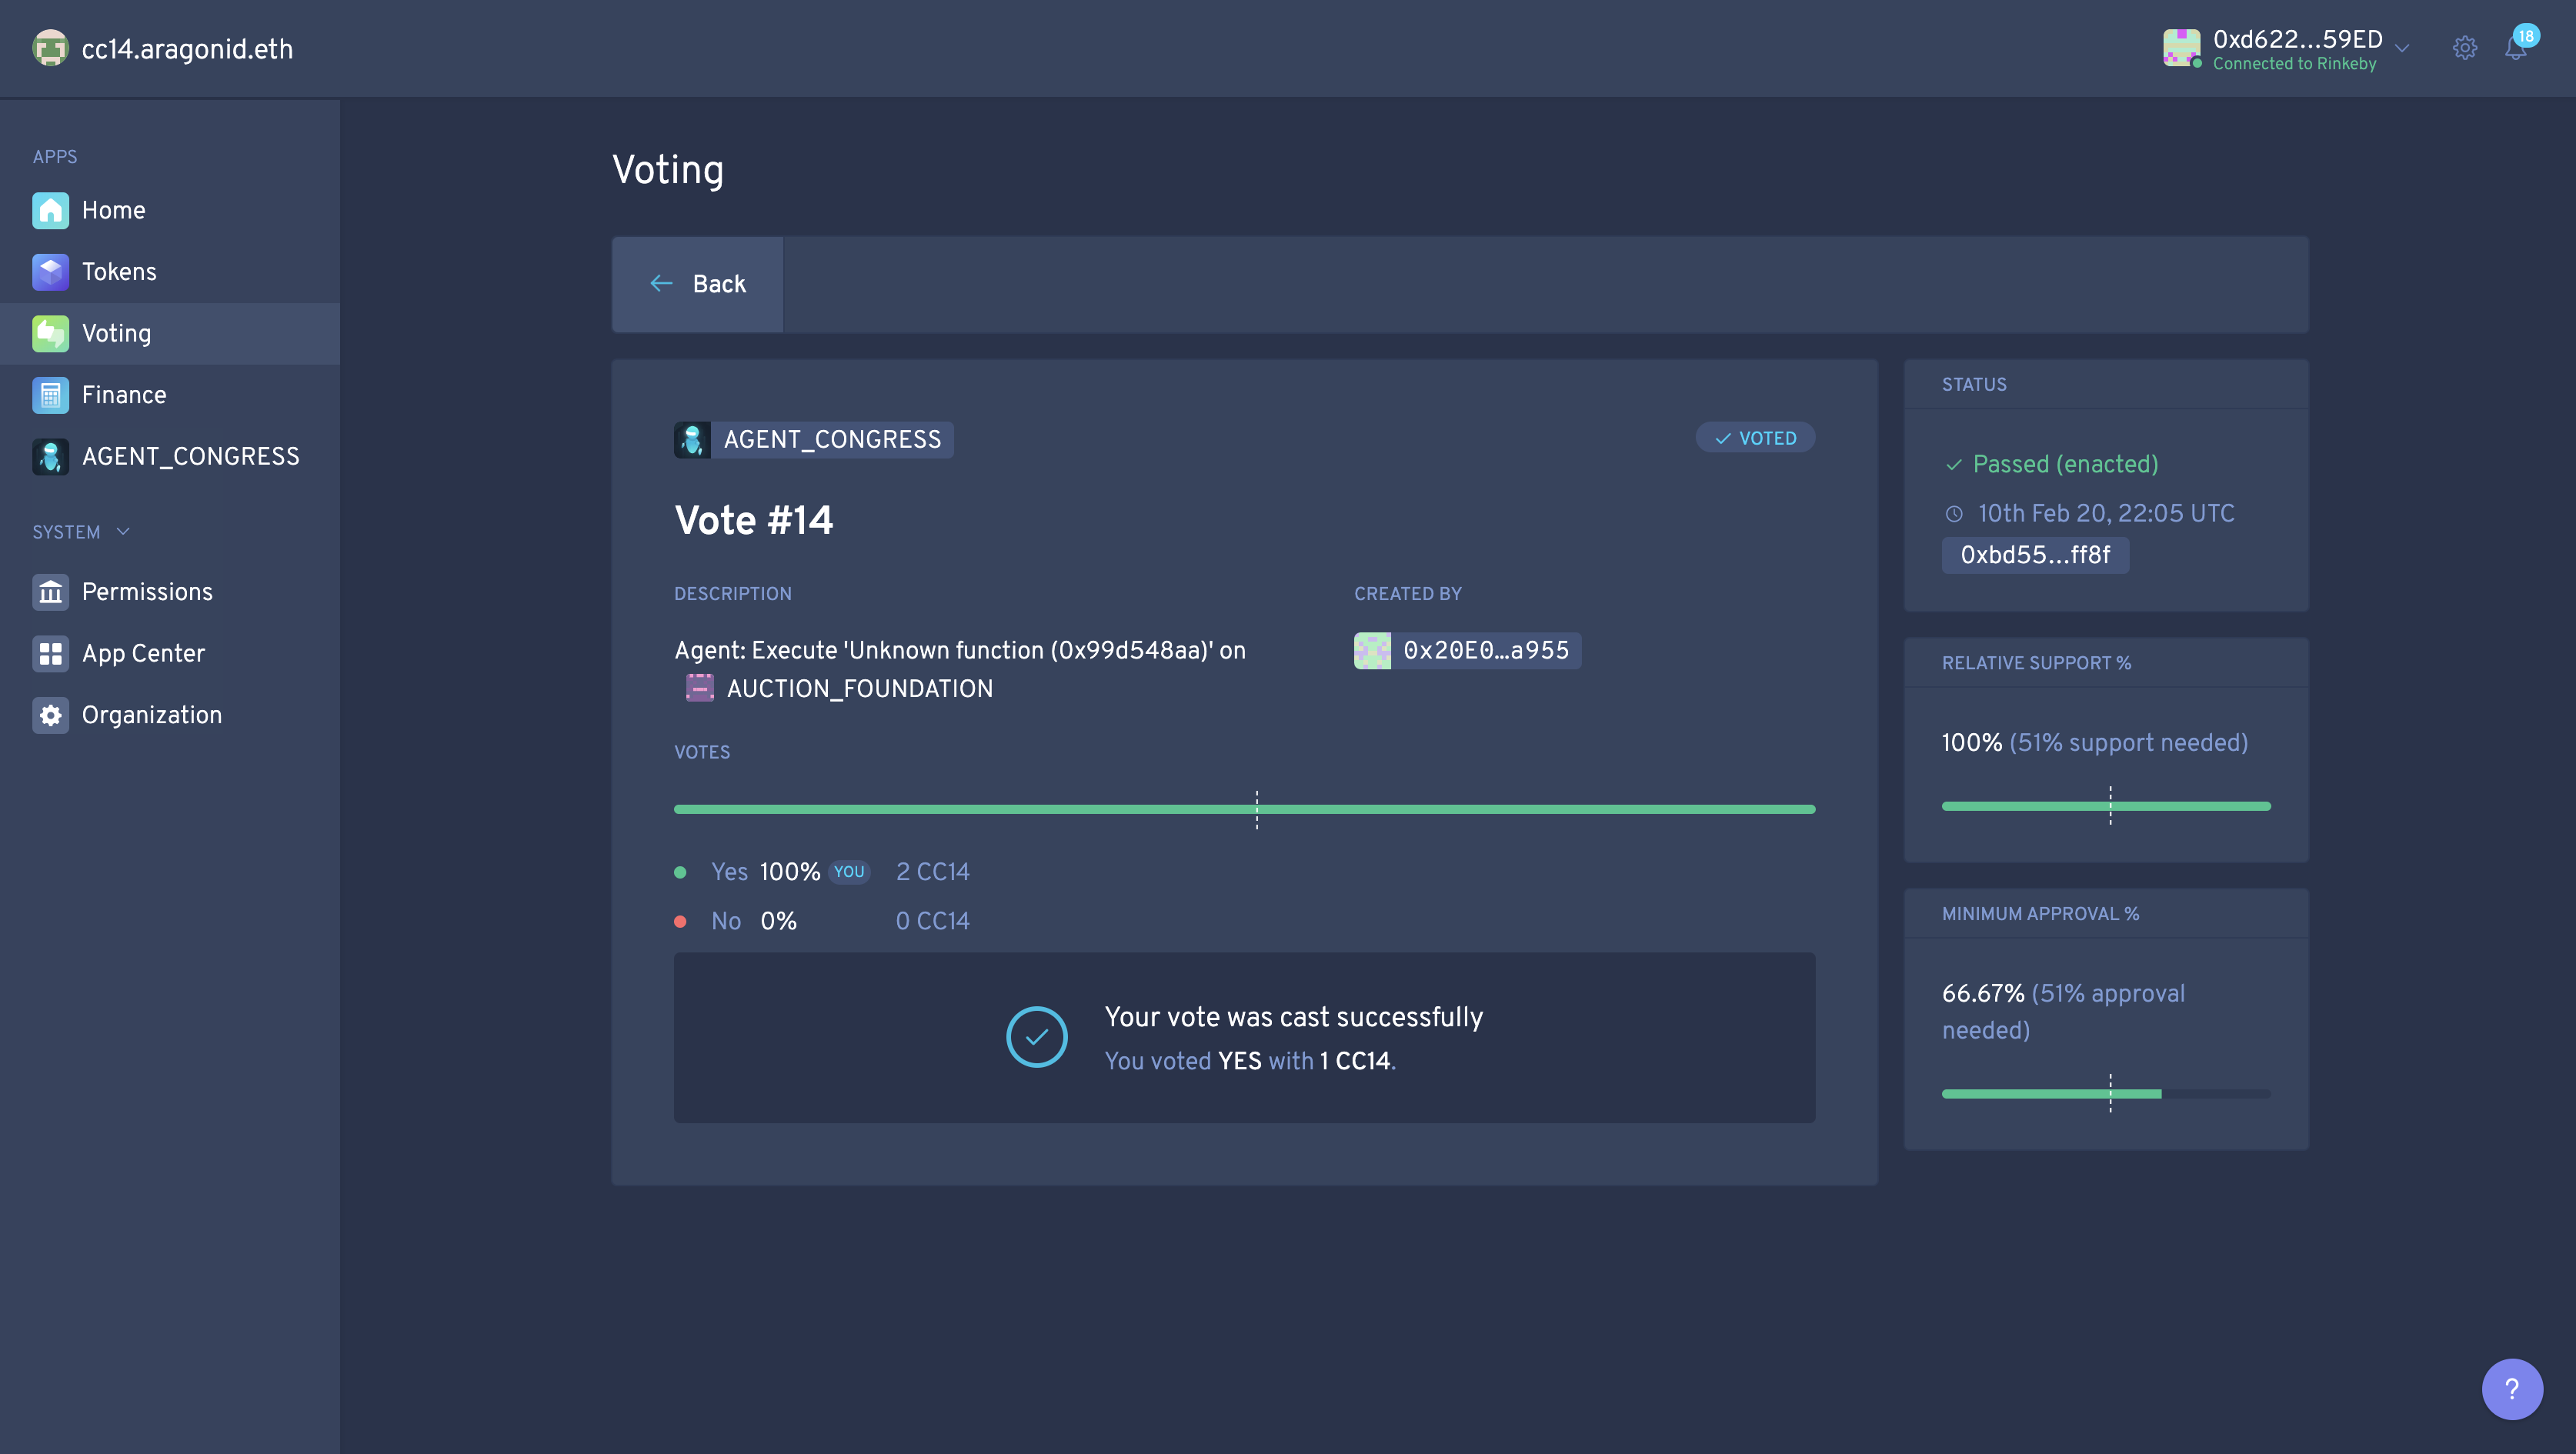 cc14.aragonid.eth
0xd622...59ED
Connected to Rinkeby
18
APPS
Home
Tokens
Voting
Finance
AGENT_CONGRESS
SYSTEM
Permissions
App Center
Organization
Voting
Back
AGENT_CONGRESS
VOTED
Vote #14
DESCRIPTION
Agent: Execute 'Unknown function (0x99d548aa)' on
AUCTION_FOUNDATION
CREATED BY
0x20E0…a955
VOTES
Yes 100% YOU 2 CC14
No 0% 0 CC14
Your vote was cast successfully
You voted YES with 1 CC14.
STATUS
Passed (enacted)
10th Feb 20, 22:05 UTC
0xbd55...ff8f
RELATIVE SUPPORT %
100% (51% support needed)
MINIMUM APPROVAL %
66.67% (51% approval
needed)
?